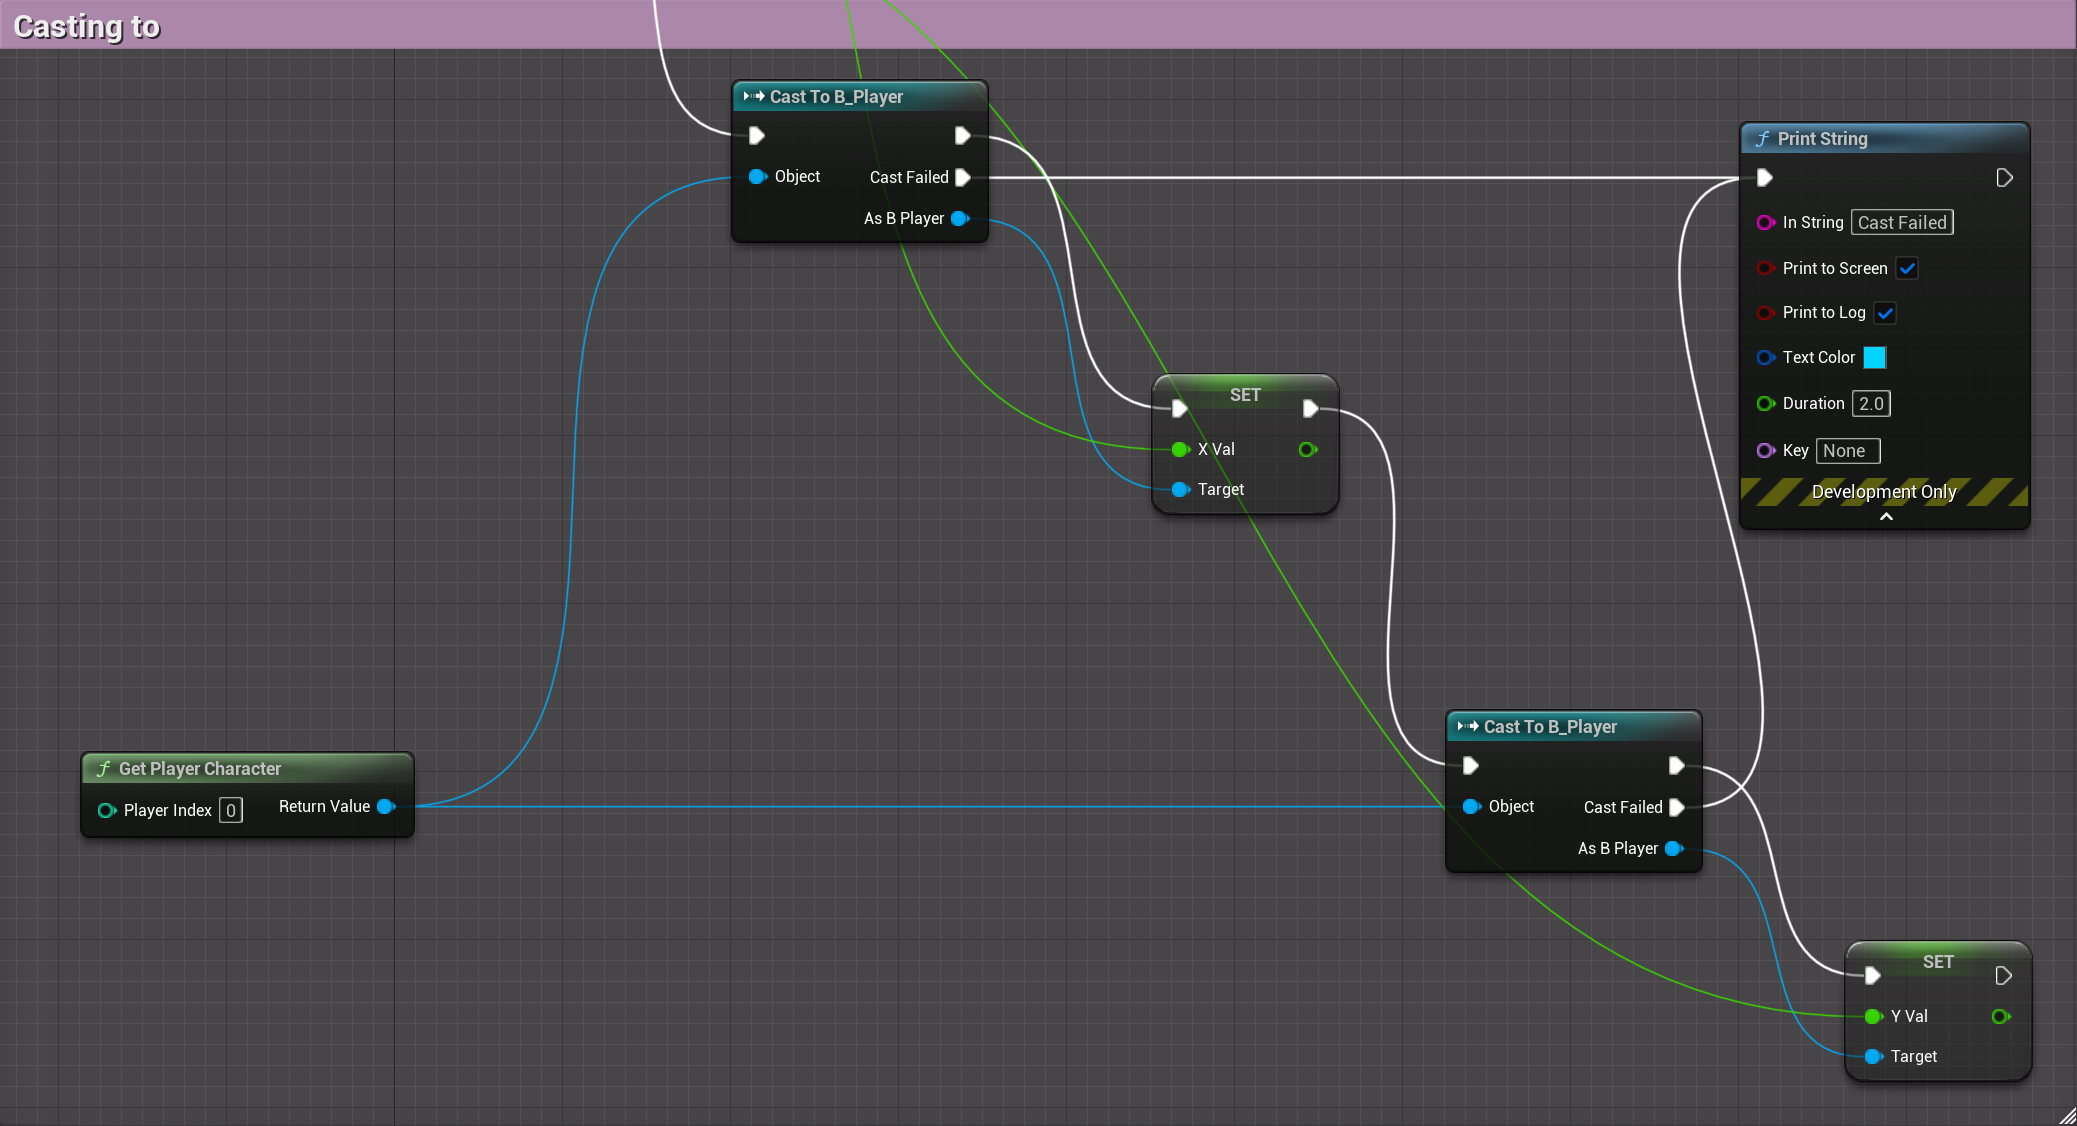 Casting to
Cast To B_Player
Object
Cast Failed
As B Player
Print String
In String Cast Failed
Print to Screen
Print to Log
Text Color
Duration 2.0
Key None
Development Only
SET
X Val
Target
Cast To B_Player
Object
Cast Failed
As B Player
Get Player Character
Player Index 0
Return Value
SET
Y Val
Target